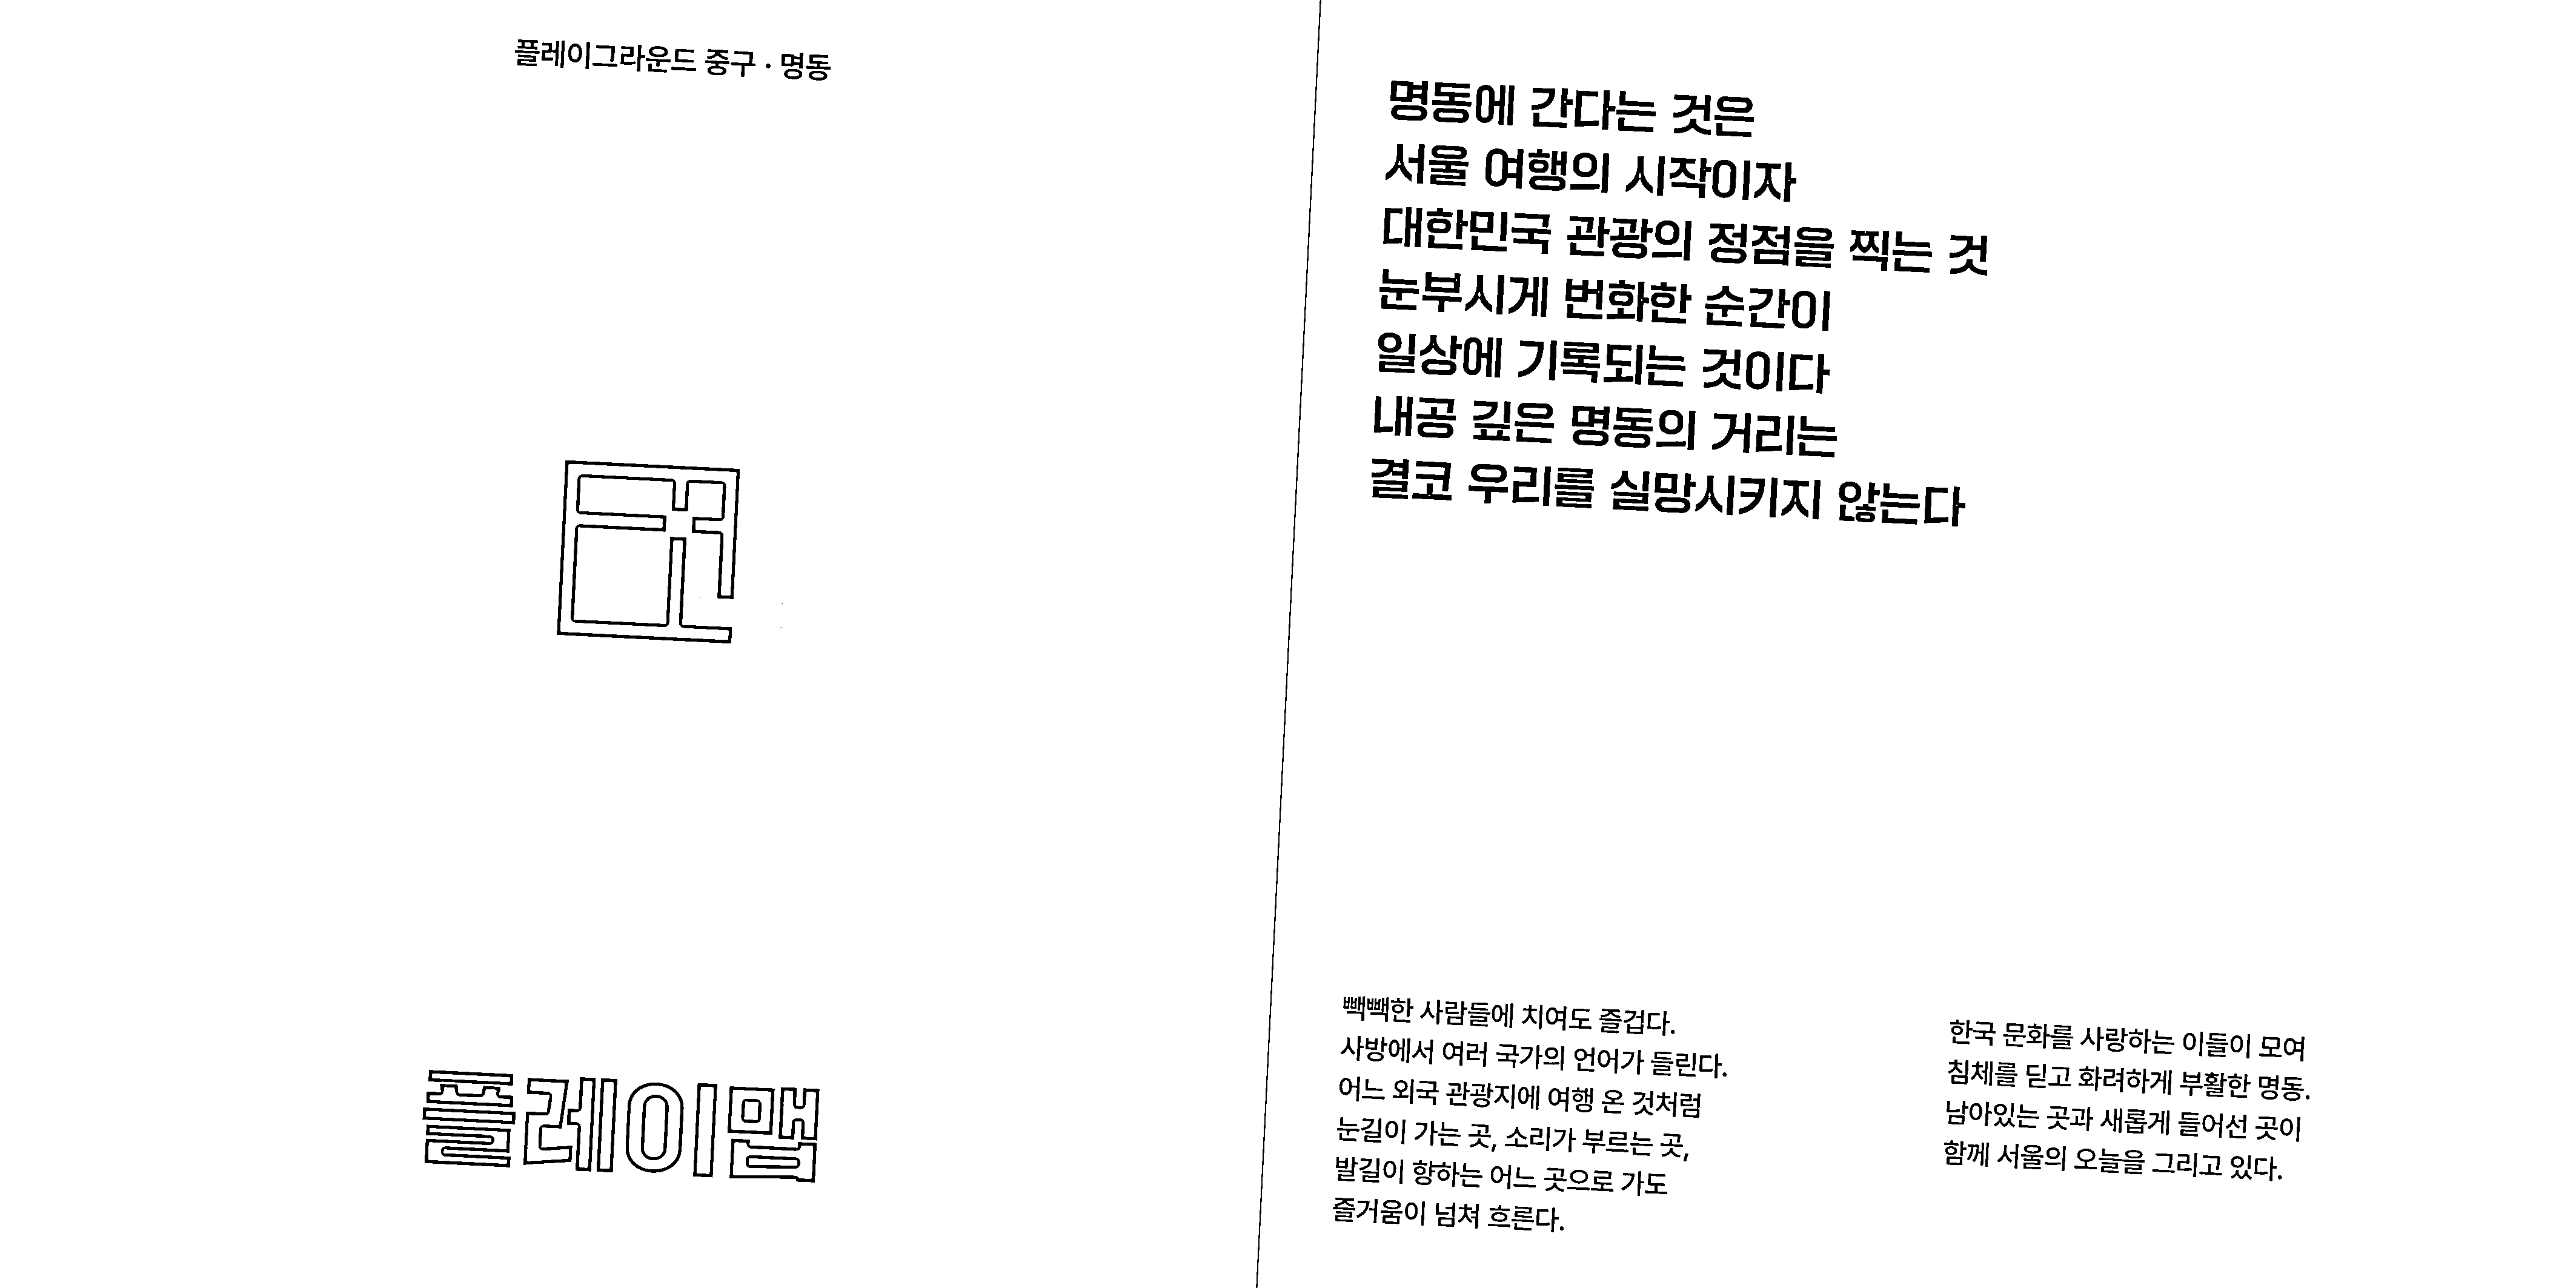 플레이그라운드 중구 · 명동
플레이맵
명동에 간다는 것은
서울 여행의 시작이자
대한민국 관광의 정점을 찍는 것
눈부시게 번화한 순간이
일상에 기록되는 것이다
내공 깊은 명동의 거리는
결코 우리를 실망시키지 않는다
빽빽한 사람들에 치여도 즐겁다.
사방에서 여러 국가의 언어가 들린다.
어느 외국 관광지에 여행 온 것처럼
눈길이 가는 곳, 소리가 부르는 곳,
발길이 향하는 어느 곳으로 가도
즐거움이 넘쳐 흐른다.
한국 문화를 사랑하는 이들이 모여
침체를 딛고 화려하게 부활한 명동.
남아있는 곳과 새롭게 들어선 곳이
함께 서울의 오늘을 그리고 있다.